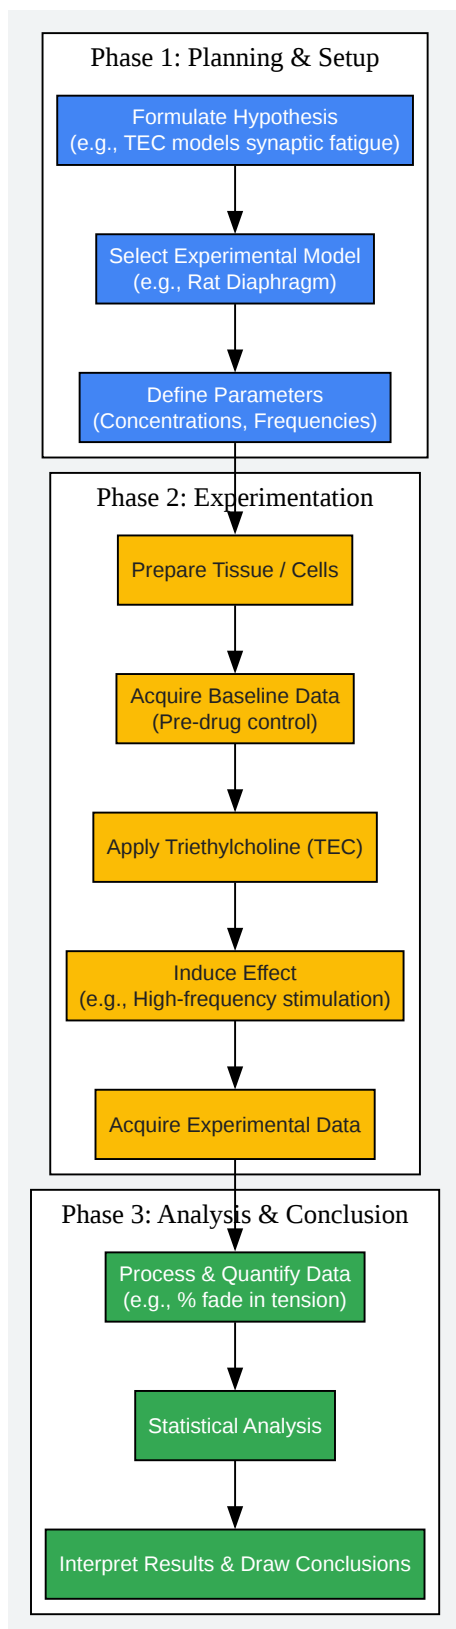 Phase 1: Planning & Setup
Formulate Hypothesis
(e.g., TEC models synaptic fatigue)
Select Experimental Model
(e.g., Rat Diaphragm)
Define Parameters
(Concentrations, Frequencies)
Phase 2: Experimentation
Prepare Tissue / Cells
Acquire Baseline Data
(Pre-drug control)
Apply Triethylcholine (TEC)
Induce Effect
(e.g., High-frequency stimulation)
Acquire Experimental Data
Phase 3: Analysis & Conclusion
Process & Quantify Data
(e.g., % fade in tension)
Statistical Analysis
Interpret Results & Draw Conclusions